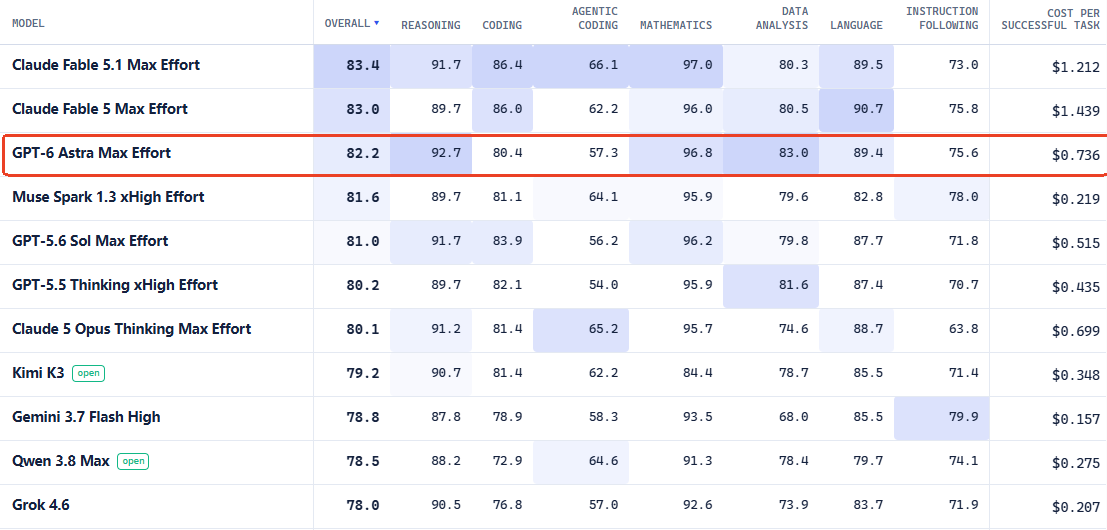 MODEL OVERALL▼ REASONING CODING AGENTIC CODING MATHEMATICS DATA ANALYSIS LANGUAGE INSTRUCTION FOLLOWING COST PER SUCCESSFUL TASK
Claude Fable 5.1 Max Effort 83.4 91.7 86.4 66.1 97.0 80.3 89.5 73.0 $1.212
Claude Fable 5 Max Effort 83.0 89.7 86.0 62.2 96.0 80.5 90.7 75.8 $1.439
GPT-6 Astra Max Effort 82.2 92.7 80.4 57.3 96.8 83.0 89.4 75.6 $0.736
Muse Spark 1.3 xHigh Effort 81.6 89.7 81.1 64.1 95.9 79.6 82.8 78.0 $0.219
GPT-5.6 Sol Max Effort 81.0 91.7 83.9 56.2 96.2 79.8 87.7 71.8 $0.515
GPT-5.5 Thinking xHigh Effort 80.2 89.7 82.1 54.0 95.9 81.6 87.4 70.7 $0.435
Claude 5 Opus Thinking Max Effort 80.1 91.2 81.4 65.2 95.7 74.6 88.7 63.8 $0.699
Kimi K3 open 79.2 90.7 81.4 62.2 84.4 78.7 85.5 71.4 $0.348
Gemini 3.7 Flash High 78.8 87.8 78.9 58.3 93.5 68.0 85.5 79.9 $0.157
Qwen 3.8 Max open 78.5 88.2 72.9 64.6 91.3 78.4 79.7 74.1 $0.275
Grok 4.6 78.0 90.5 76.8 57.0 92.6 73.9 83.7 71.9 $0.207